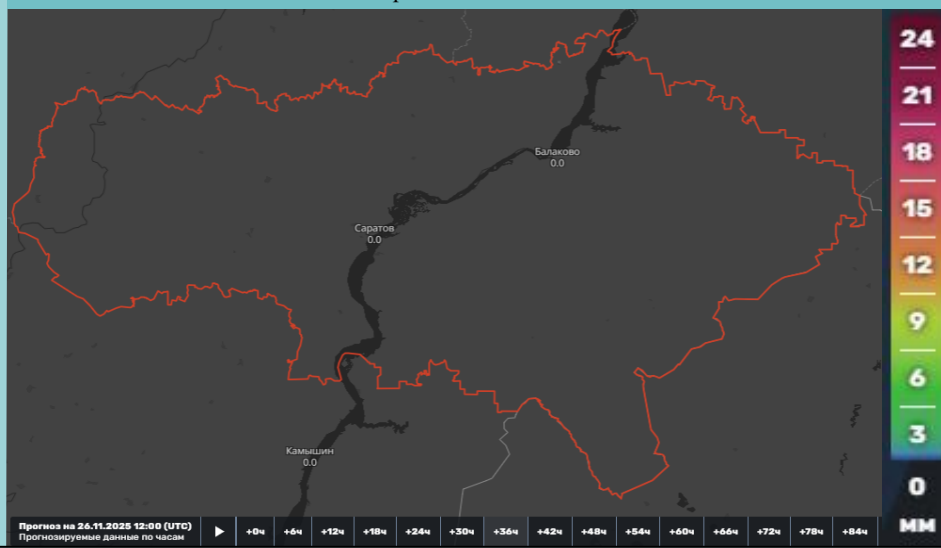 24
21
18
15
12
9
6
3
0
мм
Балаково
0.0
Саратов
0.0
Камышин
0.0
Прогноз на 26.11.2025 12:00 (UTC)
Прогнозируемые данные по часам
+0ч +6ч +12ч +18ч +24ч +30ч +36ч +42ч +48ч +54ч +60ч +66ч +72ч +78ч +84ч